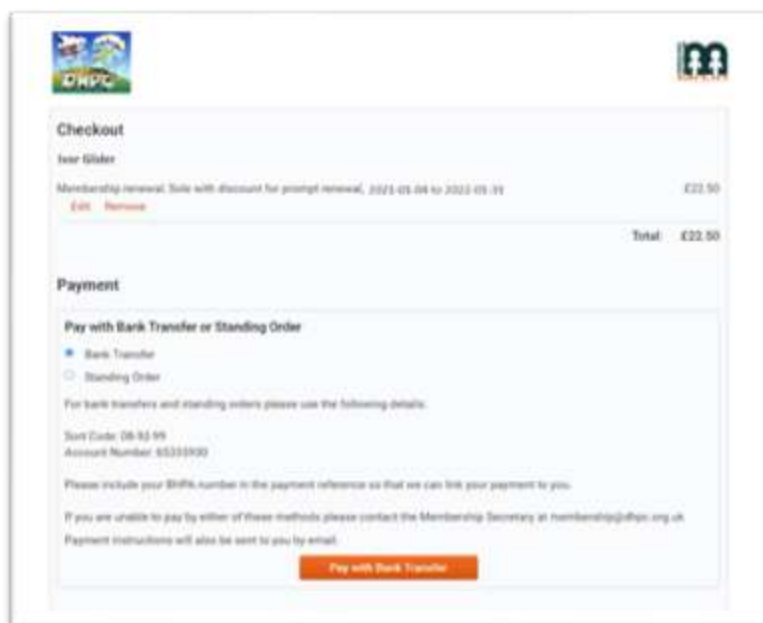 DHPC
m
Checkout
Ivor Glider
Membership renewal: Solo with discount for prompt renewal, 2021-01-04 to 2022-01-31 £22.50
Edit Remove
Total: £22.50
Payment
Pay with Bank Transfer or Standing Order
Bank Transfer
Standing Order
For bank transfers and standing orders please use the following details:
Sort Code: 08-92-99
Account Number:
Please include your BHPA number in the payment reference so that we can link your payment to you.
If you are unable to pay by either of these methods please contact the Membership Secretary at membership@dhpc.org.uk
Payment instructions will also be sent to you by email.
Pay with Bank Transfer